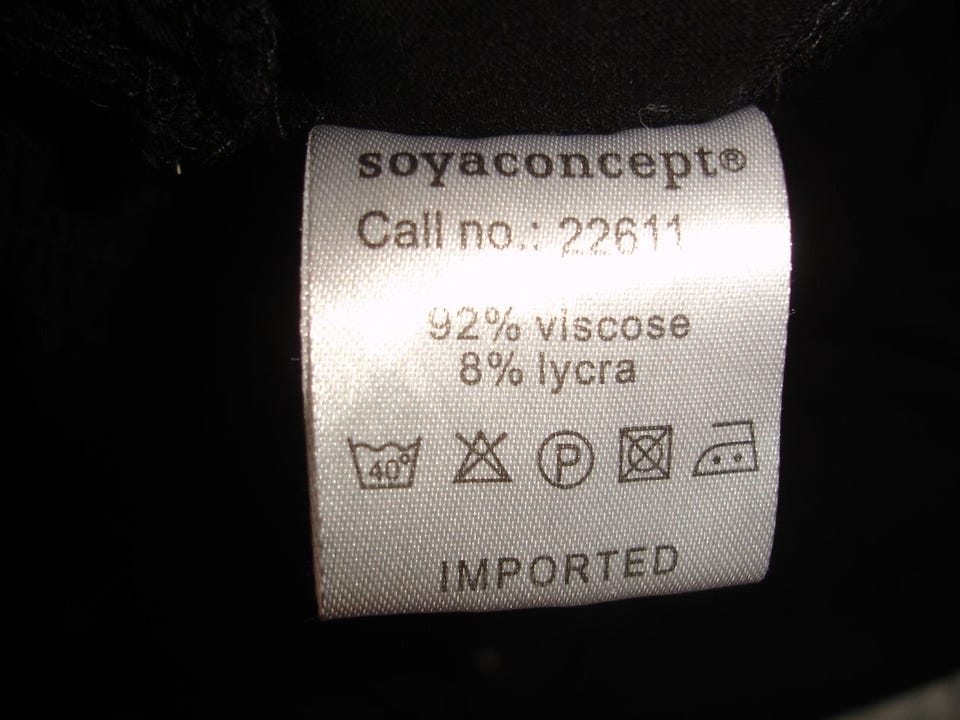 soyaconcept®
Call no.: 22611
92% viscose
8% lycra
40° P
IMPORTED